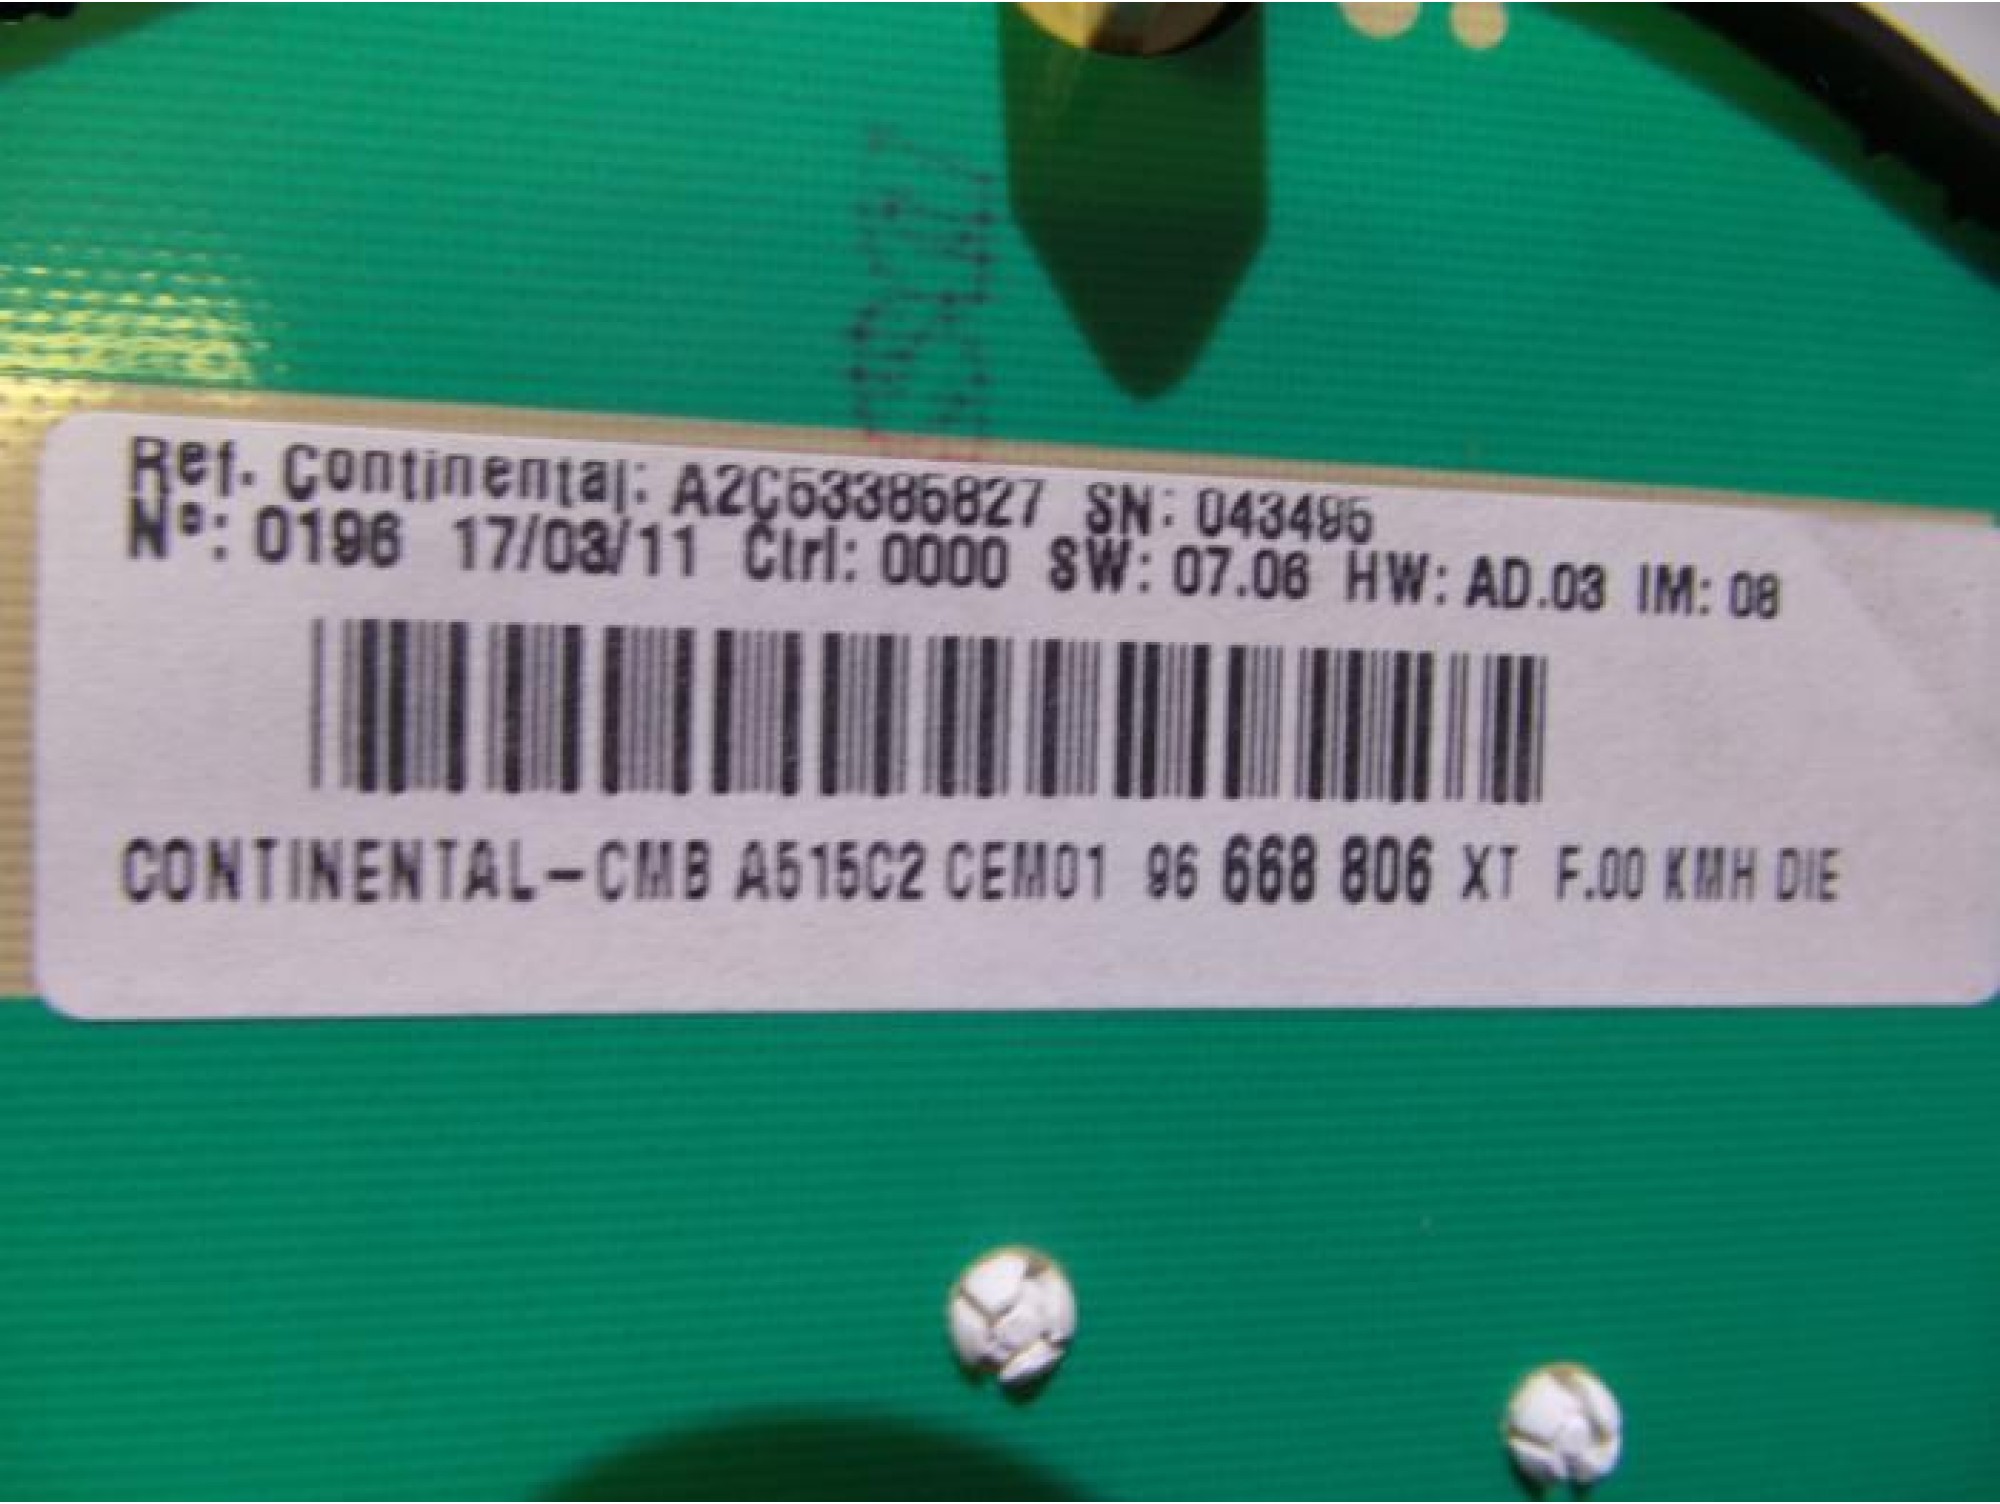 Ref. Continental: A2C53385827 SN: 043495
Nº: 0196 17/03/11 Ctrl: 0000 SW: 07.06 HW: AD.03 IM: 08
CONTINENTAL-CMB A515C2 CEM01 96 668 806 XT F.00 KMH DIE